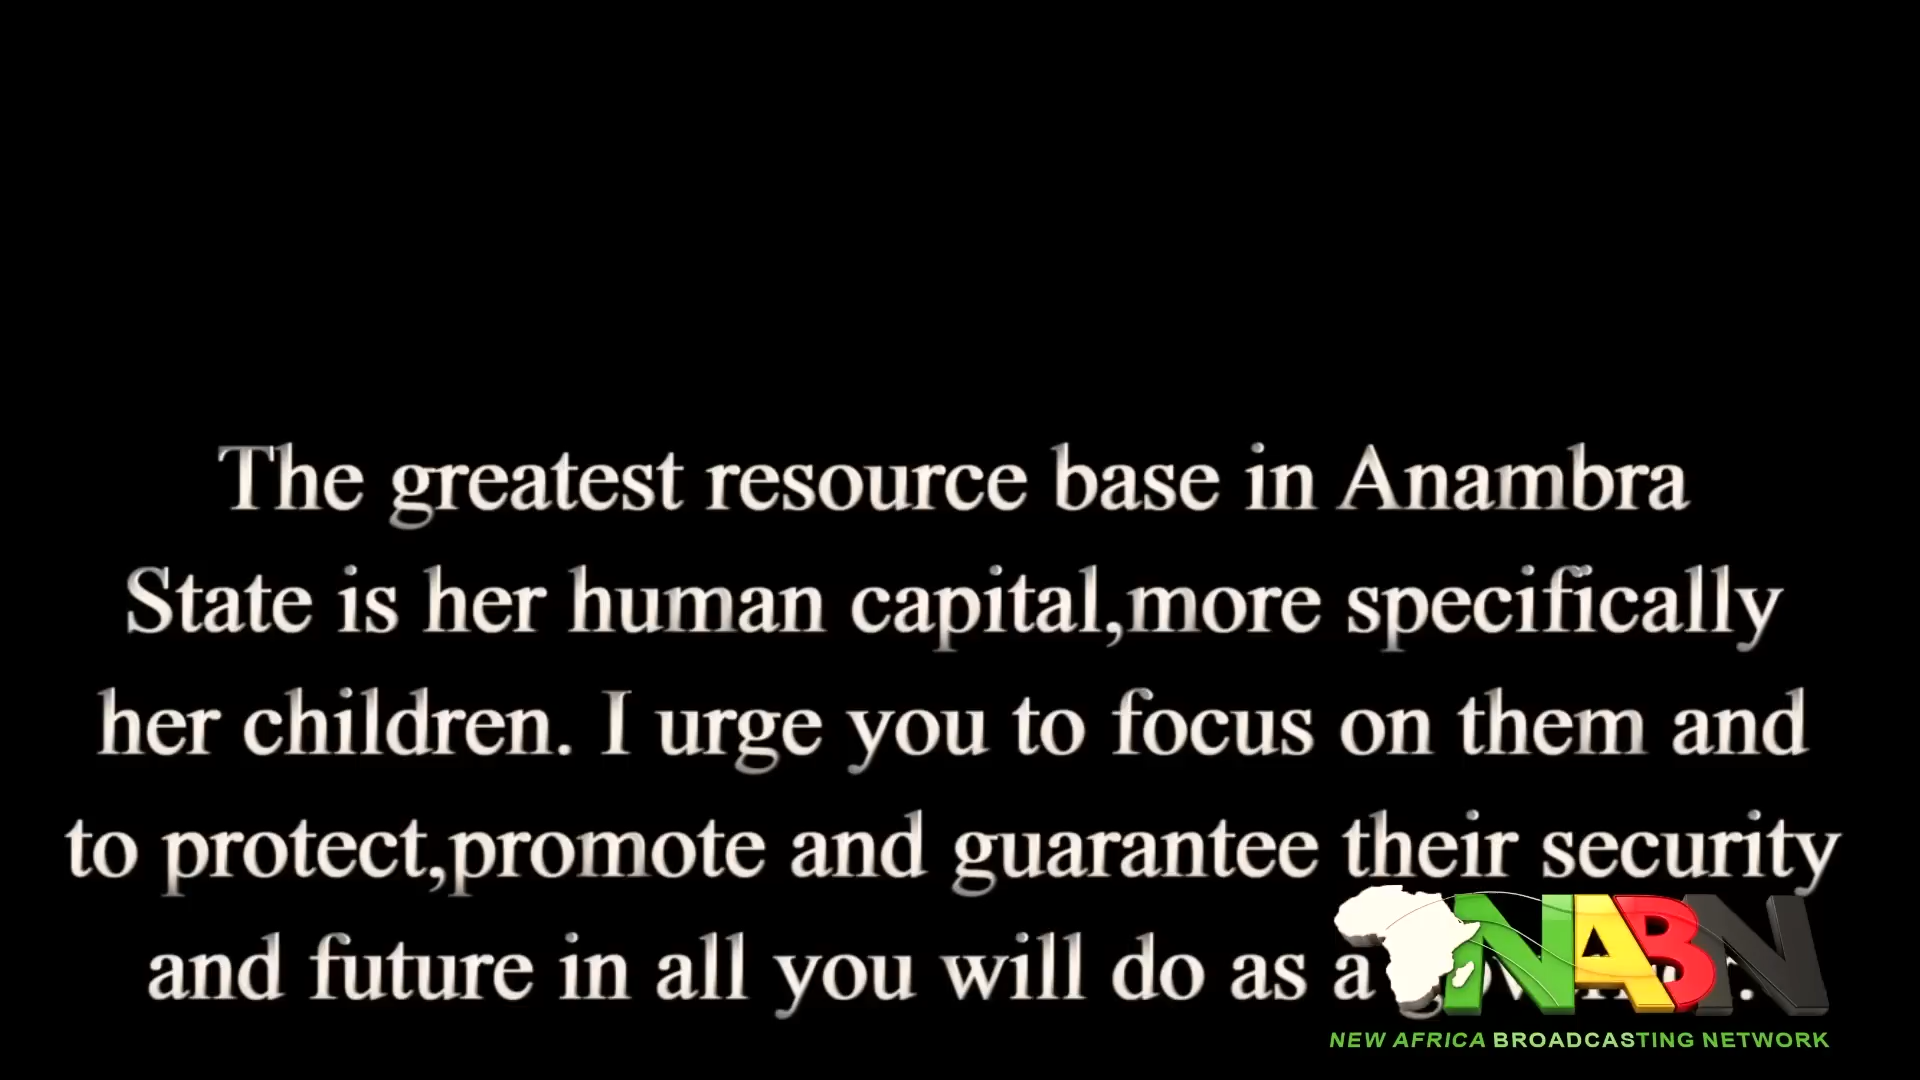 The greatest resource base in Anambra
State is her human capital,more specifically
her children. I urge you to focus on them and
to protect,promote and guarantee their security
and future in all you will do as a
NABN
NEW AFRICA BROADCASTING NETWORK